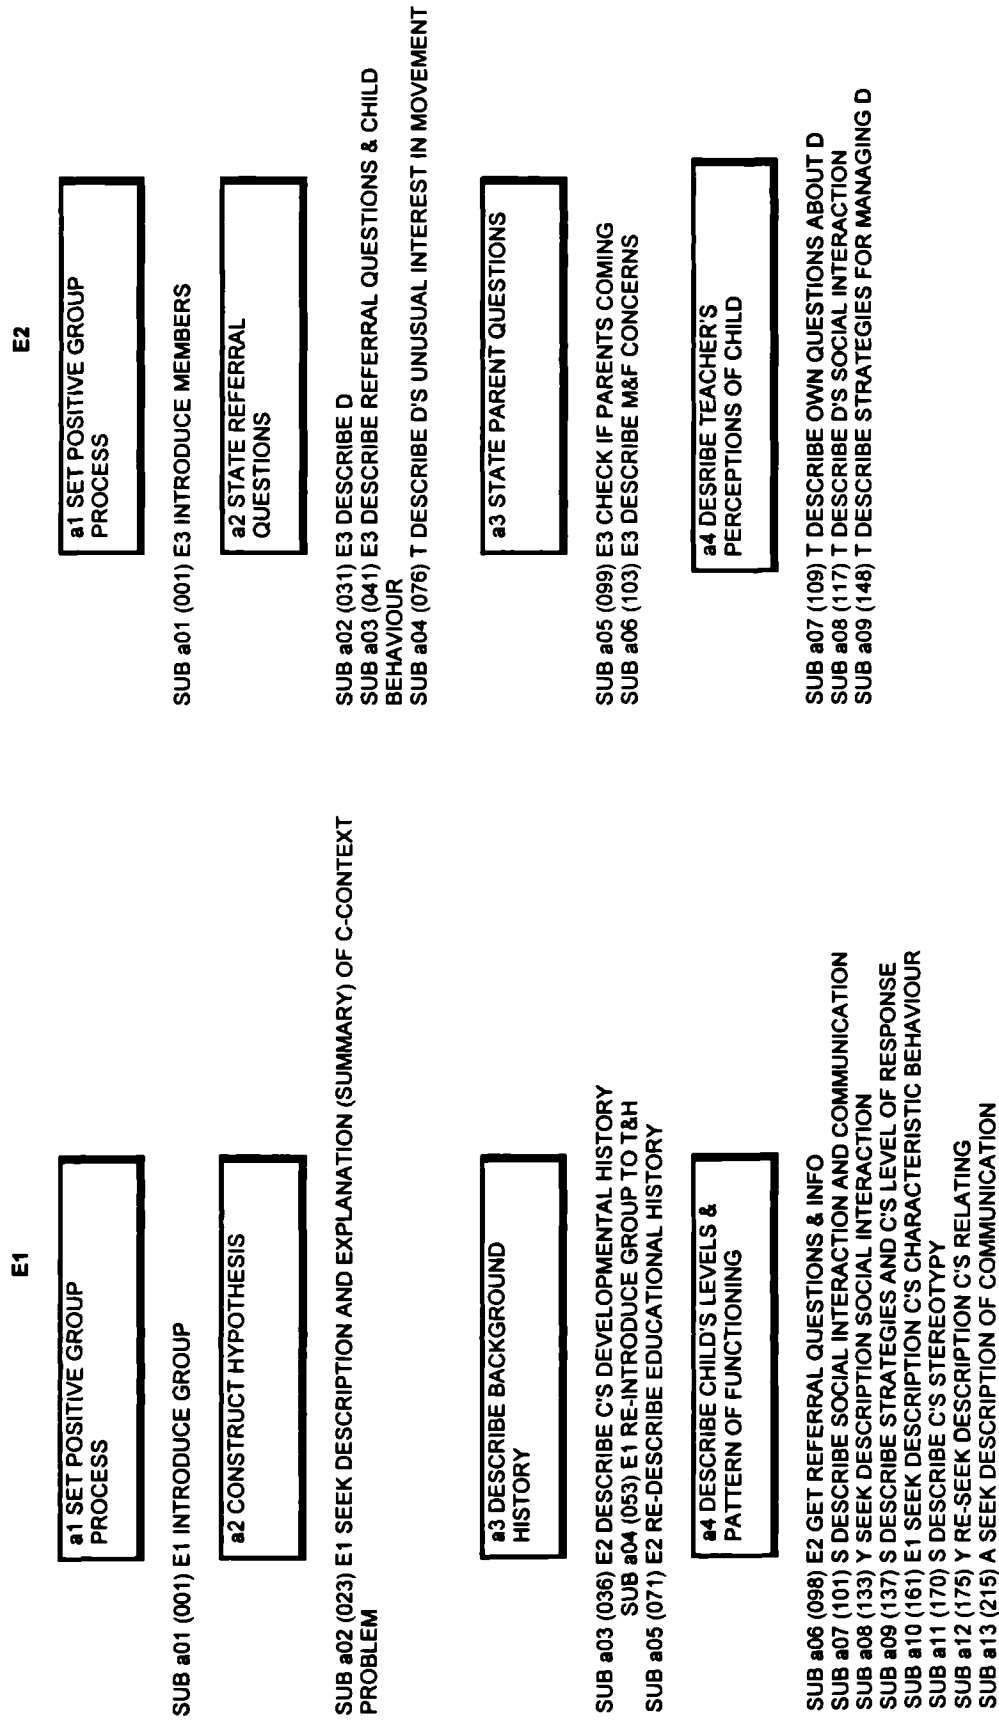 E1
a1 SET POSITIVE GROUP
PROCESS
SUB a01 (001) E1 INTRODUCE GROUP
a2 CONSTRUCT HYPOTHESIS
SUB a02 (023) E1 SEEK DESCRIPTION AND EXPLANATION (SUMMARY) OF C-CONTEXT
PROBLEM
a3 DESCRIBE BACKGROUND
HISTORY
SUB a03 (036) E2 DESCRIBE C'S DEVELOPMENTAL HISTORY
SUB a04 (053) E1 RE-INTRODUCE GROUP TO T&H
SUB a05 (071) E2 RE-DESCRIBE EDUCATIONAL HISTORY
a4 DESCRIBE CHILD'S LEVELS &
PATTERN OF FUNCTIONING
SUB a06 (098) E2 GET REFERRAL QUESTIONS & INFO
SUB a07 (101) S DESCRIBE SOCIAL INTERACTION AND COMMUNICATION
SUB a08 (133) Y SEEK DESCRIPTION SOCIAL INTERACTION
SUB a09 (137) S DESCRIBE STRATEGIES AND C'S LEVEL OF RESPONSE
SUB a10 (161) E1 SEEK DESCRIPTION C'S CHARACTERISTIC BEHAVIOUR
SUB a11 (170) S DESCRIBE C'S STEREOTYPY
SUB a12 (175) Y RE-SEEK DESCRIPTION C'S RELATING
SUB a13 (215) A SEEK DESCRIPTION OF COMMUNICATION
E2
a1 SET POSITIVE GROUP
PROCESS
SUB a01 (001) E3 INTRODUCE MEMBERS
a2 STATE REFERRAL
QUESTIONS
SUB a02 (031) E3 DESCRIBE D
SUB a03 (041) E3 DESCRIBE REFERRAL QUESTIONS & CHILD
BEHAVIOUR
SUB a04 (076) T DESCRIBE D'S UNUSUAL INTEREST IN MOVEMENT
a3 STATE PARENT QUESTIONS
SUB a05 (099) E3 CHECK IF PARENTS COMING
SUB a06 (103) E3 DESCRIBE M&F CONCERNS
a4 DESRIBE TEACHER'S
PERCEPTIONS OF CHILD
SUB a07 (109) T DESCRIBE OWN QUESTIONS ABOUT D
SUB a08 (117) T DESCRIBE D'S SOCIAL INTERACTION
SUB a09 (148) T DESCRIBE STRATEGIES FOR MANAGING D